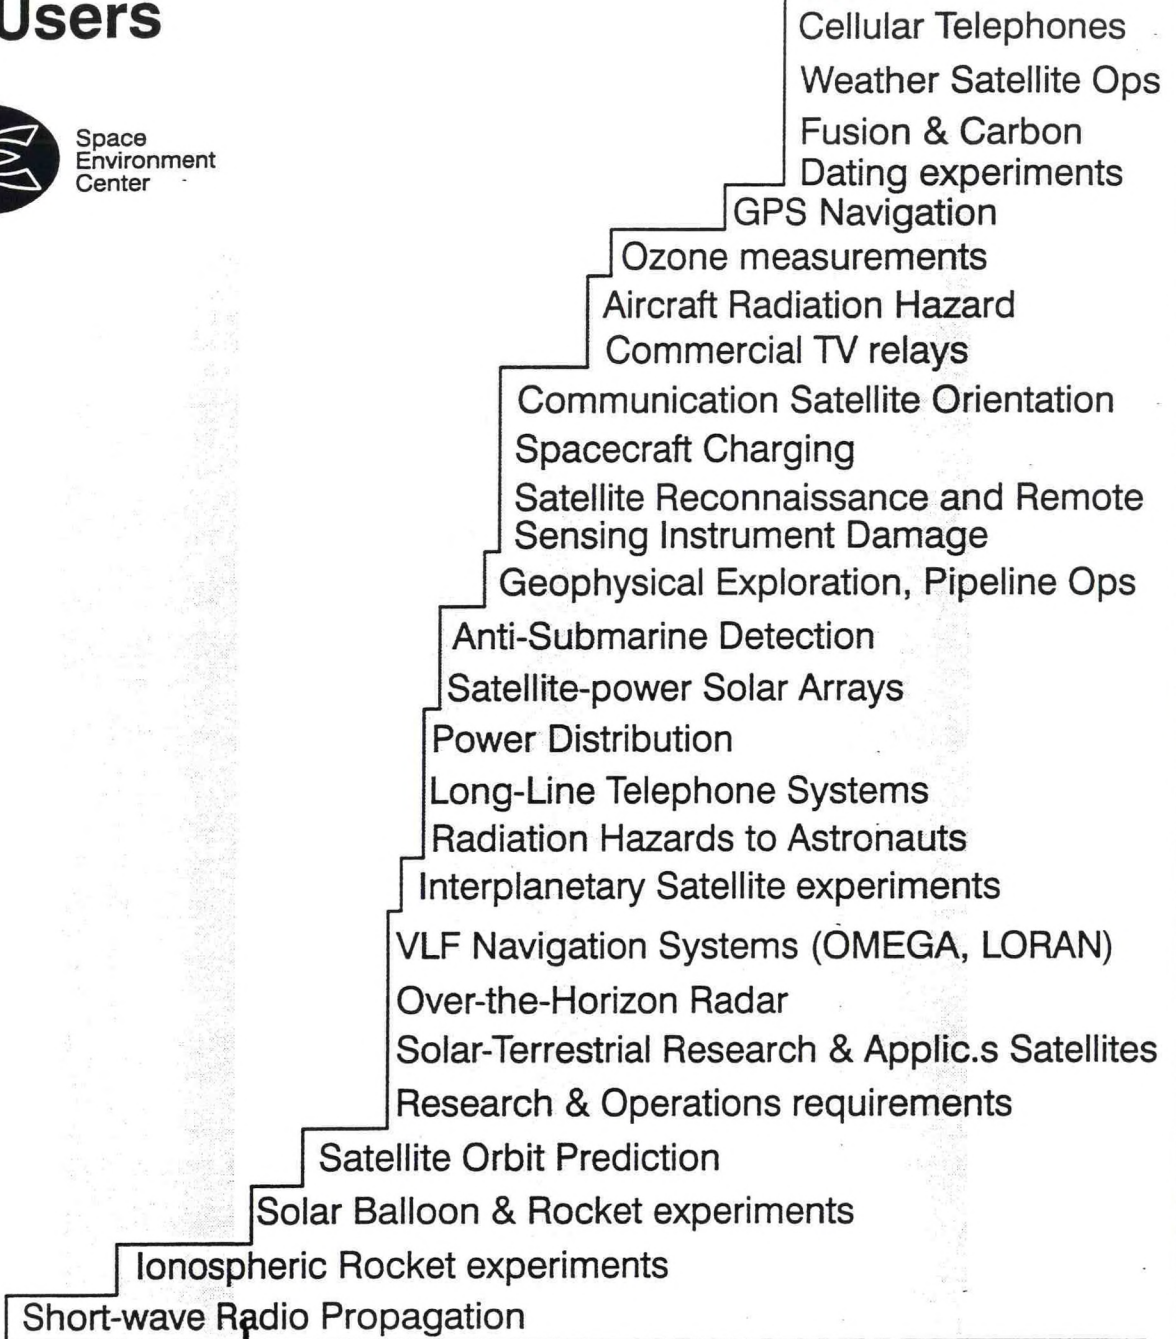 Users
Space
Environment
Center
Cellular Telephones
Weather Satellite Ops
Fusion & Carbon
Dating experiments
GPS Navigation
Ozone measurements
Aircraft Radiation Hazard
Commercial TV relays
Communication Satellite Orientation
Spacecraft Charging
Satellite Reconnaissance and Remote
Sensing Instrument Damage
Geophysical Exploration, Pipeline Ops
Anti-Submarine Detection
Satellite-power Solar Arrays
Power Distribution
Long-Line Telephone Systems
Radiation Hazards to Astronauts
Interplanetary Satellite experiments
VLF Navigation Systems (OMEGA, LORAN)
Over-the-Horizon Radar
Solar-Terrestrial Research & Applic.s Satellites
Research & Operations requirements
Satellite Orbit Prediction
Solar Balloon & Rocket experiments
Ionospheric Rocket experiments
Short-wave Radio Propagation